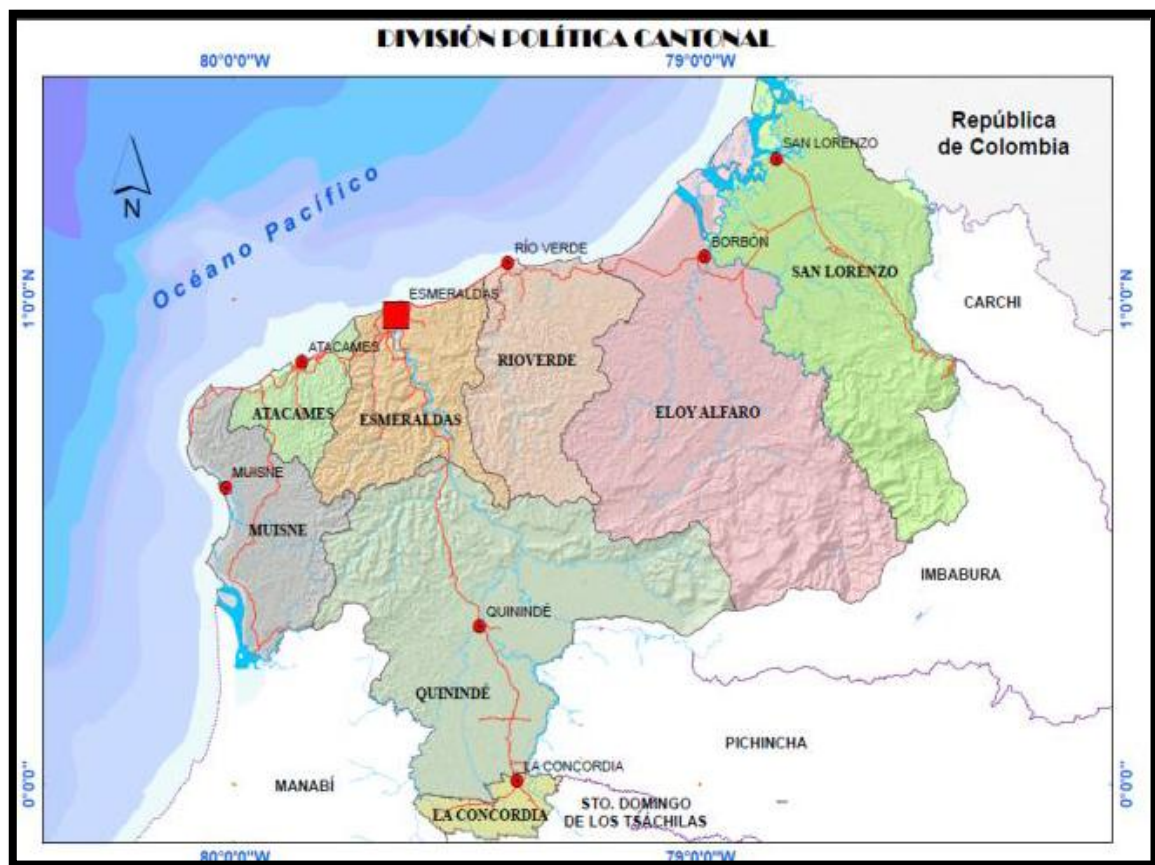 DIVISIÓN POLÍTICA CANTONAL
80°0'0"W
79°0'0"W
República
de Colombia
N
Océano Pacífico
SAN LORENZO
RÍO VERDE
BORBÓN
SAN LORENZO
ESMERALDAS
CARCHI
1°0'0"N
1°0'0"N
ATACAMES
RIOVERDE
ATACAMES
ESMERALDAS
ELOY ALFARO
MUISNE
MUISNE
IMBABURA
QUININDÉ
QUININDÉ
PICHINCHA
LA CONCORDIA
MANABÍ
0°0'0"
0°0'0"
LA CONCORDIA
STO. DOMINGO
DE LOS TSÁCHILAS
80°0'0"W
79°0'0"W